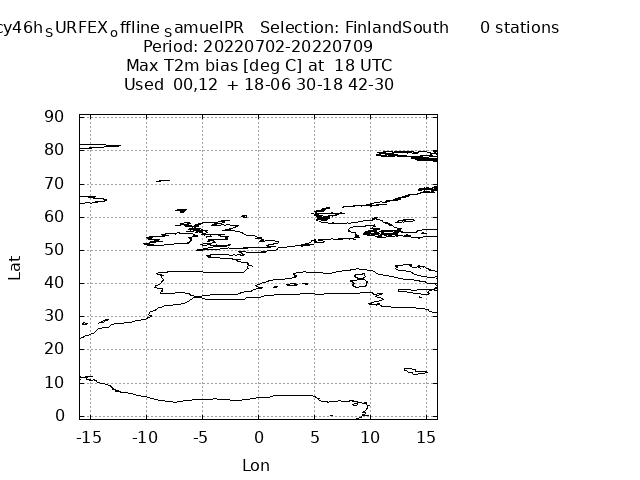 cy46h_SURFEX_offline_SamuelPR Selection: FinlandSouth 0 stations
Period: 20220702-20220709
Max T2m bias [deg C] at 18 UTC
Used 00,12 + 18-06 30-18 42-30
90
80
70
60
50
40
30
20
10
0
Lat
-15 -10 -5 0 5 10 15
Lon